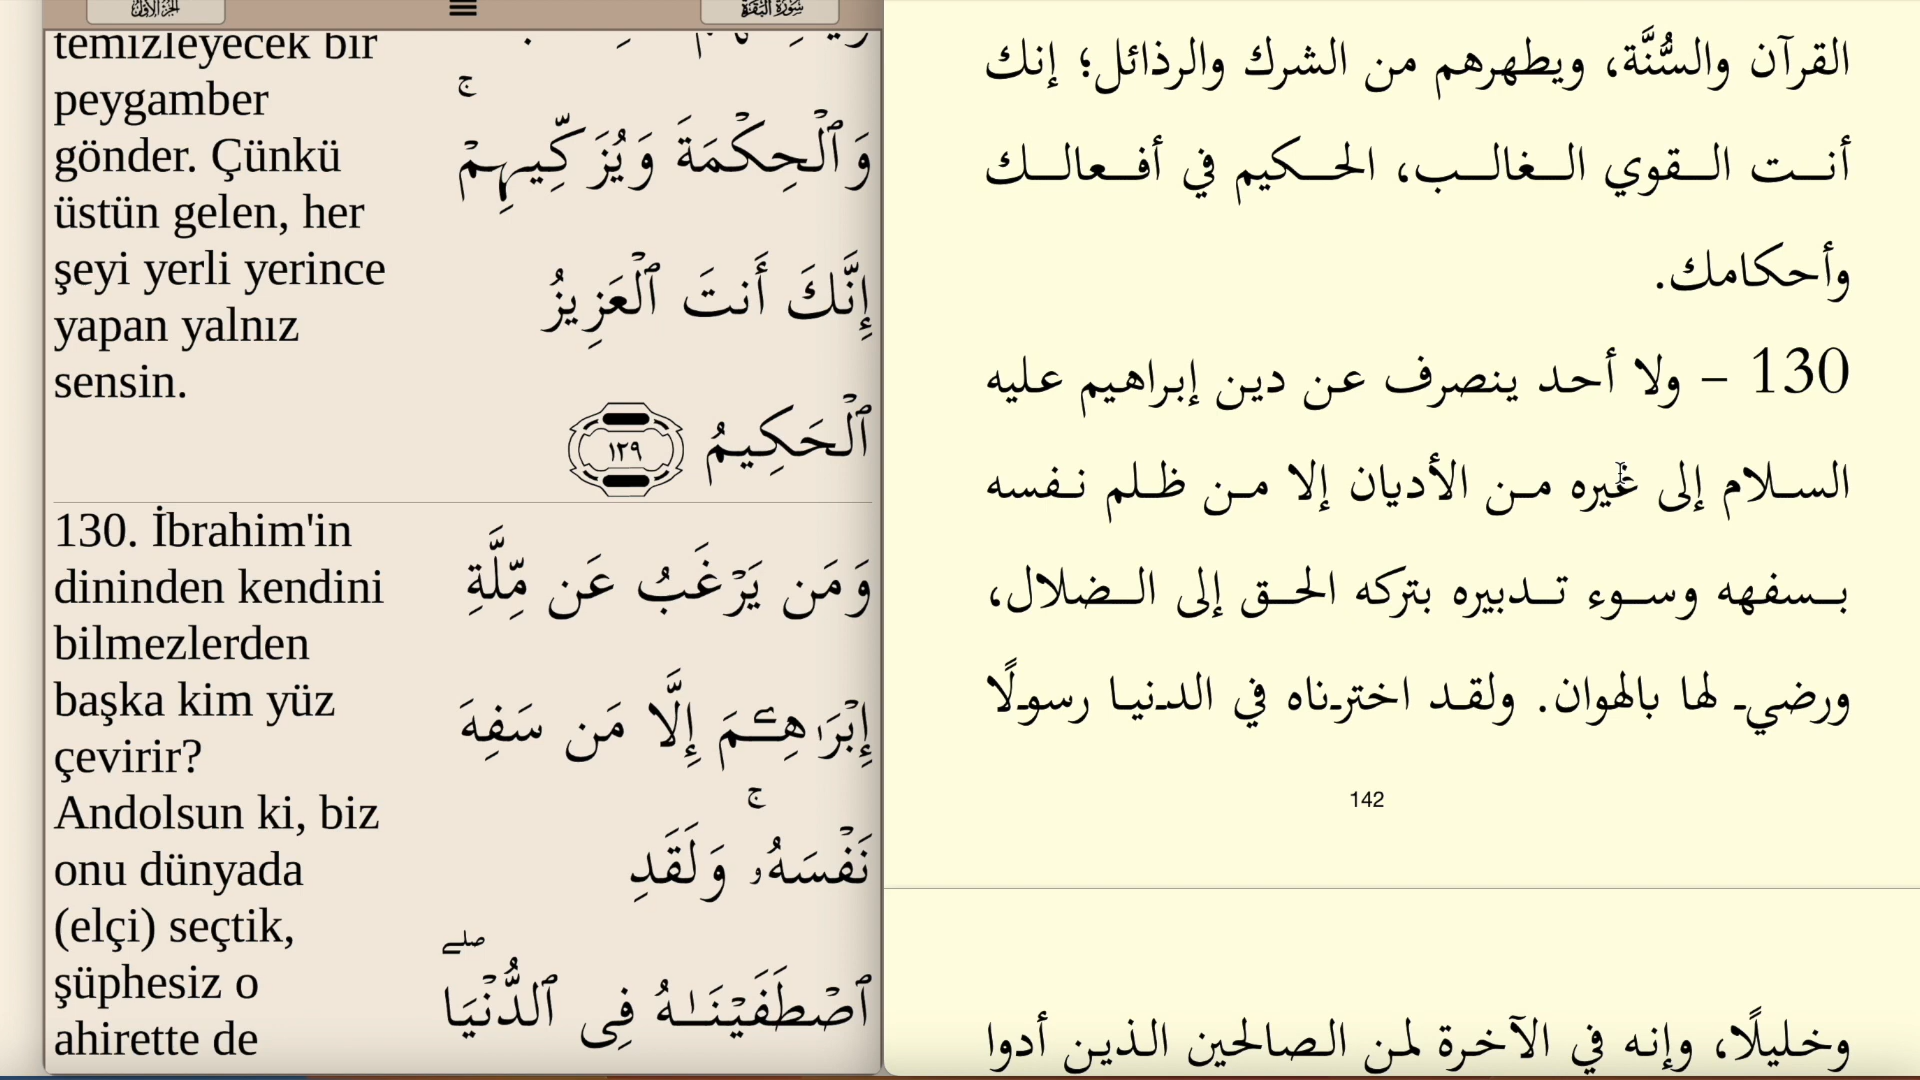 الجزء الأول
سورة البقرة
temizleyecek bir
peygamber
gönder. Çünkü
üstün gelen, her
şeyi yerli yerince
yapan yalnız
sensin.
وَٱلۡحِكۡمَةَ وَيُزَكِّيهِمۡۖ ۚ
إِنَّكَ أَنتَ ٱلۡعَزِيزُ
ٱلۡحَكِيمُ ١٢٩
130. İbrahim'in
dininden kendini
bilmezlerden
başka kim yüz
çevirir?
Andolsun ki, biz
onu dünyada
(elçi) seçtik,
şüphesiz o
ahirette de
وَمَن يَرۡغَبُ عَن مِّلَّةِ
إِبۡرَٰهِـۧمَ إِلَّا مَن سَفِهَ
نَفۡسَهُۥۚ وَلَقَدِ
ٱصۡطَفَيۡنَٰهُ فِي ٱلدُّنۡيَاۖ
القرآن والسُّنَّة، ويطهرهم من الشرك والرذائل؛ إنك
أنت القوي الغالب، الحكيم في أفعالك
وأحكامك.
130 – ولا أحد ينصرف عن دين إبراهيم عليه
السلام إلى غيره من الأديان إلا من ظلم نفسه
بسفهه وسوء تدبيره بتركه الحق إلى الضلال،
ورضي لها بالهوان. ولقد اخترناه في الدنيا رسولًا
142
وخليلًا، وإنه في الآخرة لمن الصالحين الذين أدوا